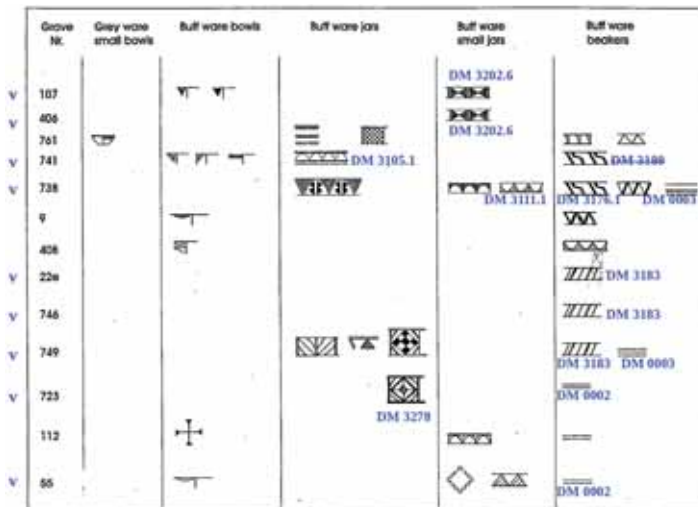 Grave Nr. Grey ware small bowls Buff ware bowls Buff ware jars Buff ware small jars Buff ware beakers
DM 3202.6
v 107
v 406
DM 3202.6
761
v 741 DM 3105.1 DM 3180
v 738 DM 3111.1 DM 3176.1 DM 0003
9
408
v 22a DM 3183
v 746 DM 3183
v 749 DM 3183 DM 0003
v 723 DM 0002
DM 3278
112
v 55 DM 0002